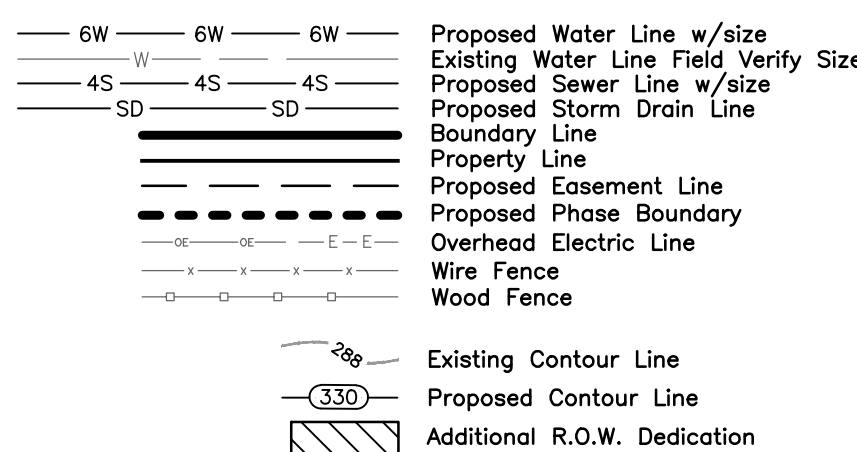 6W 6W 6W Proposed Water Line w/size
W Existing Water Line Field Verify Size
4S 4S 4S Proposed Sewer Line w/size
SD SD Proposed Storm Drain Line
Boundary Line
Property Line
Proposed Easement Line
Proposed Phase Boundary
OE OE E E Overhead Electric Line
x x x x Wire Fence
Wood Fence
288 Existing Contour Line
330 Proposed Contour Line
Additional R.O.W. Dedication